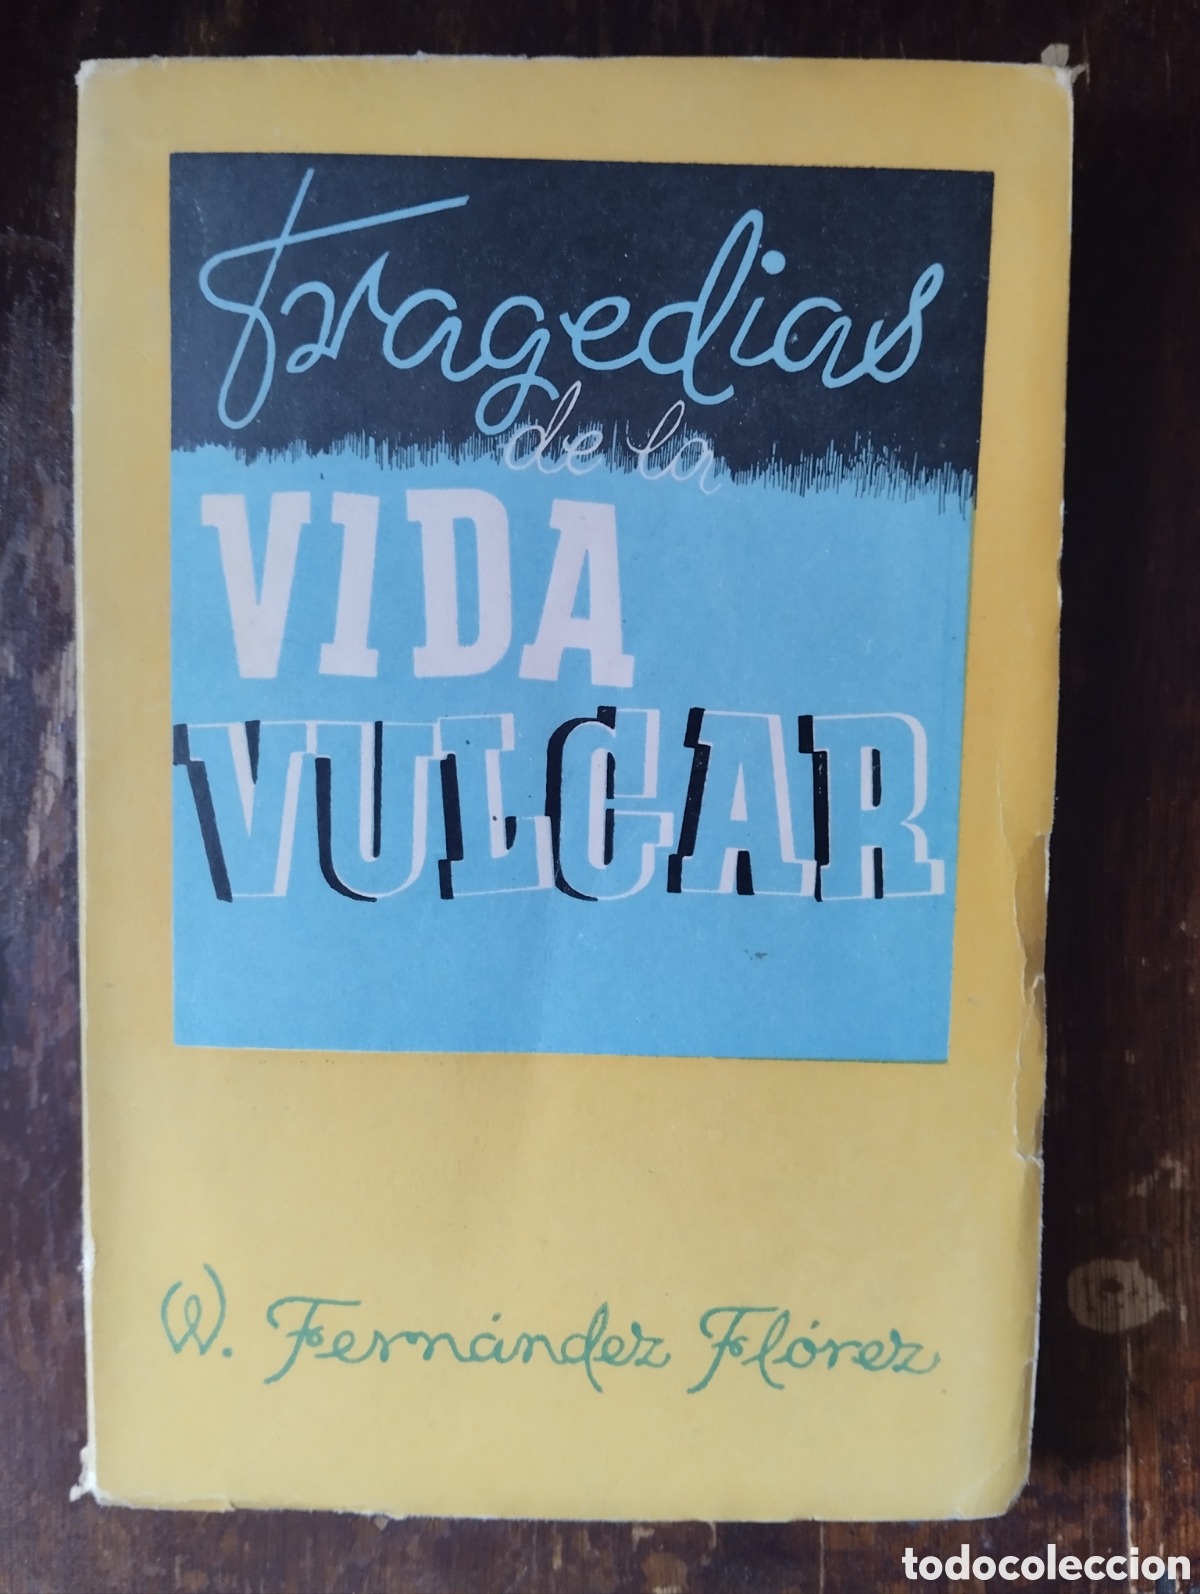 Tragedias
de la
VIDA
VULGAR
W. Fernández Flórez
todocoleccion